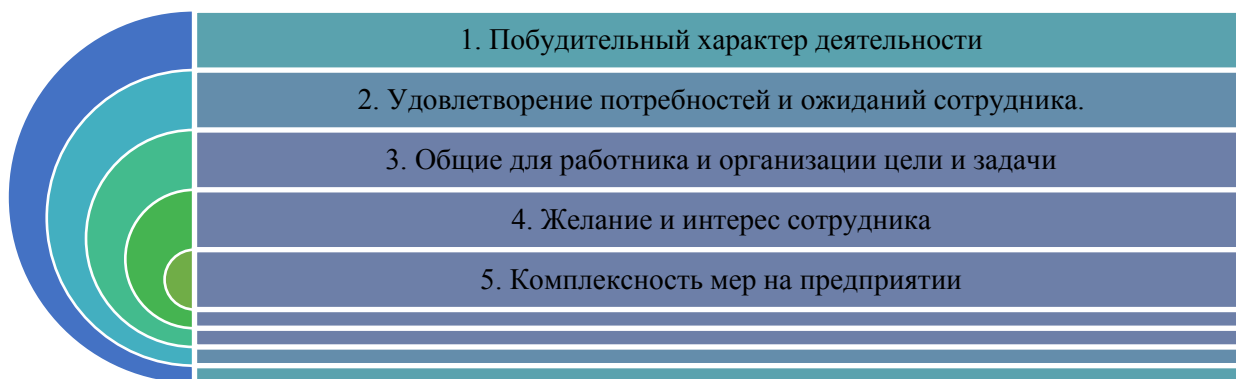 1. Побудительный характер деятельности
2. Удовлетворение потребностей и ожиданий сотрудника.
3. Общие для работника и организации цели и задачи
4. Желание и интерес сотрудника
5. Комплексность мер на предприятии